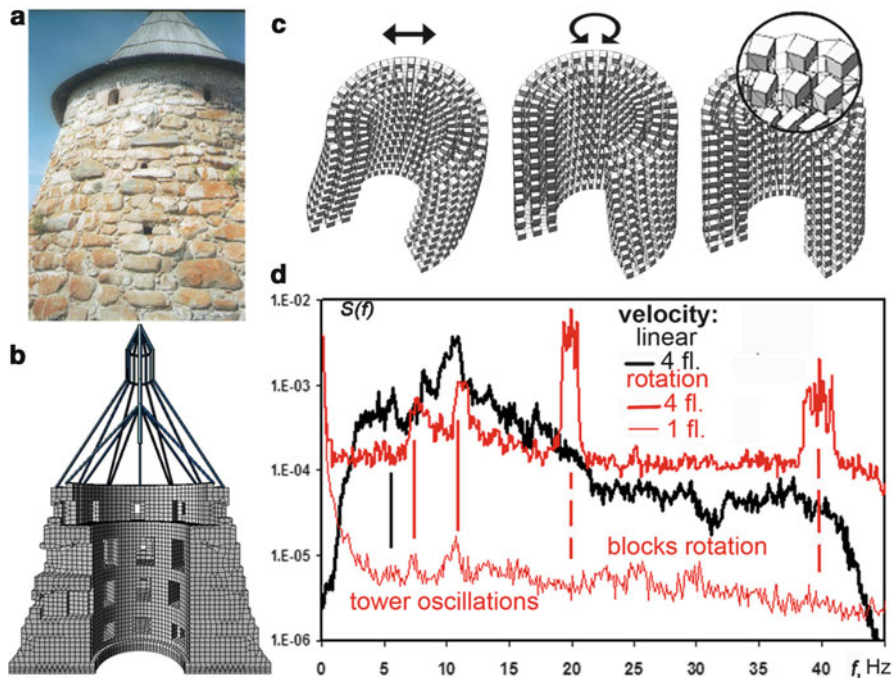 a
b
c
d
S(f)
1.E-02
1.E-03
1.E-04
1.E-05
1.E-06
velocity:
linear
4 fl.
rotation
4 fl.
1 fl.
blocks rotation
tower oscillations
0 5 10 15 20 25 30 35 40
f, Hz